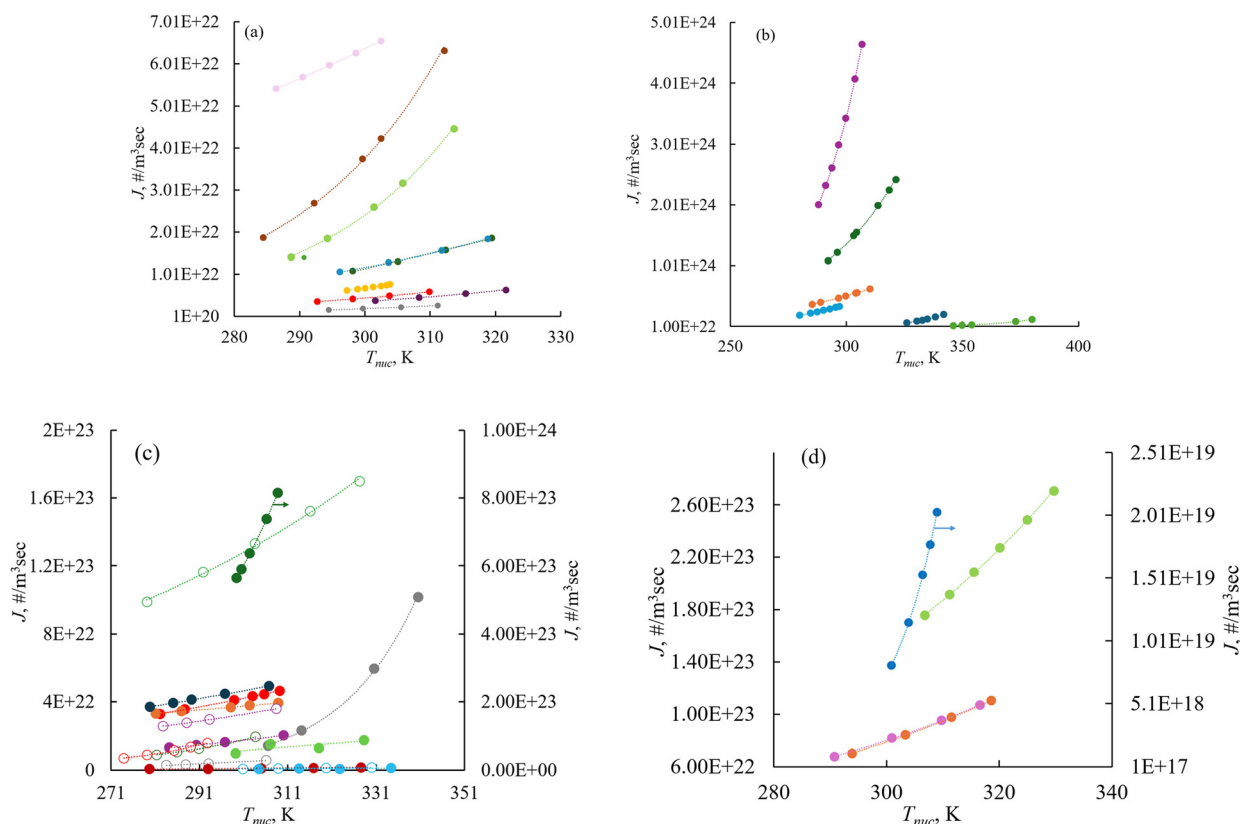 (a)
J, #/m³sec
7.01E+22
6.01E+22
5.01E+22
4.01E+22
3.01E+22
2.01E+22
1.01E+22
1E+20
280 290 300 310 320 330
Tnuc, K
(b)
J, #/m³sec
5.01E+24
4.01E+24
3.01E+24
2.01E+24
1.01E+24
1.00E+22
250 300 350 400
Tnuc, K
(c)
J, #/m³sec
2E+23
1.6E+23
1.2E+23
8E+22
4E+22
0
1.00E+24
8.00E+23
6.00E+23
4.00E+23
2.00E+23
0.00E+00
J, #/m³sec
271 291 311 331 351
Tnuc, K
(d)
J, #/m³sec
2.60E+23
2.20E+23
1.80E+23
1.40E+23
1.00E+23
6.00E+22
2.51E+19
2.01E+19
1.51E+19
1.01E+19
5.1E+18
1E+17
J, #/m³sec
280 300 320 340
Tnuc, K